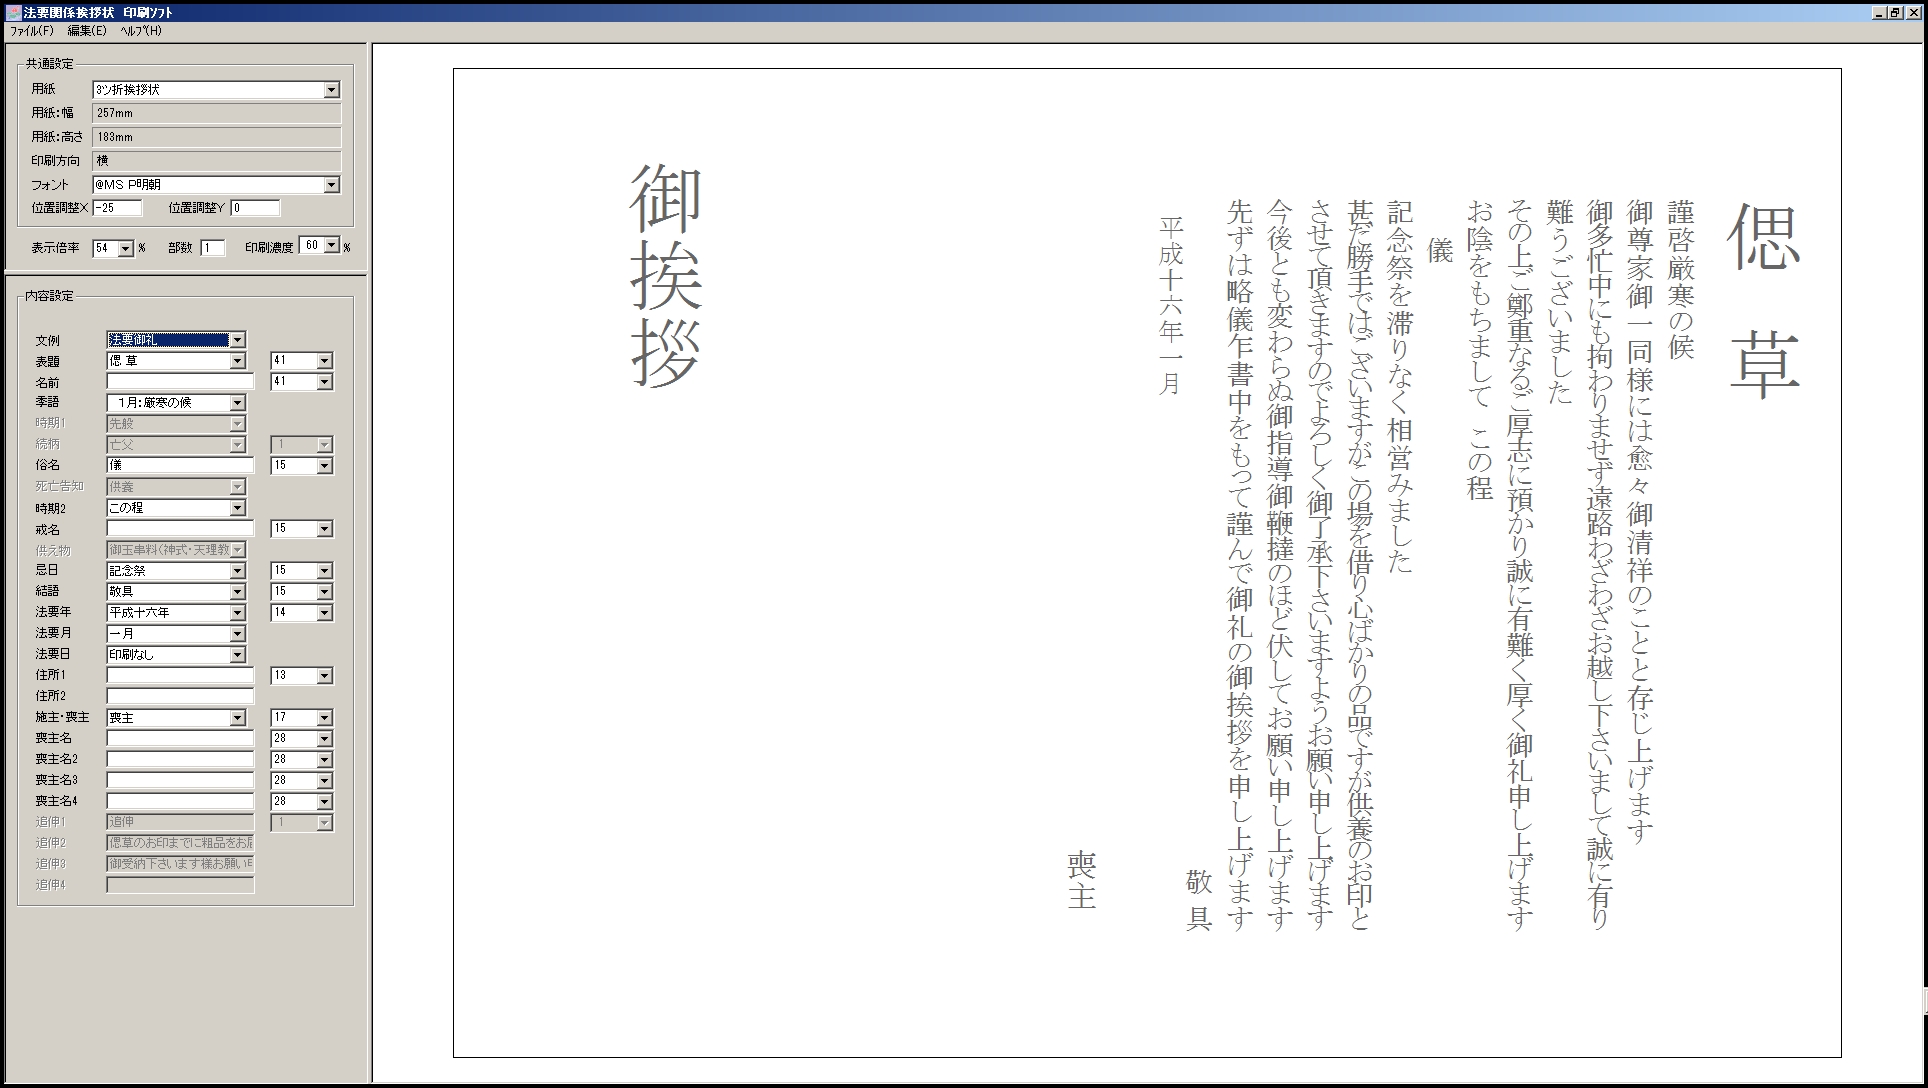 法要関係挨拶状 印刷ソフト
ファイル(F) 編集(E) ヘルプ(H)
共通設定
用紙 3ツ折挨拶状
用紙:幅 257mm
用紙:高さ 183mm
印刷方向 横
フォント @MS P明朝
位置調整X -25 位置調整Y 0
表示倍率 54 % 部数 1 印刷濃度 60 %
内容設定
文例 法要御礼
表題 偲 草 41
名前 41
季語 1月:厳寒の候
時期1 先般
続柄 亡父 1
俗名 儀 15
死亡告知 供養
時期2 この程
戒名 15
供え物 御玉串料(神式・天理教
忌日 記念祭 15
結語 敬具 15
法要年 平成十六年 14
法要月 一月
法要日 印刷なし
住所1 13
住所2
施主・喪主 喪主 17
喪主名 28
喪主名2 28
喪主名3 28
喪主名4 28
追伸1 追伸 1
追伸2 偲草のお印までに粗品をお
追伸3 御受納下さいます様お願い
追伸4
偲 草
謹啓厳寒の候
御尊家御一同様には愈々御清祥のことと存じ上げます
御多忙中にも拘わりませず遠路わざわざお越し下さいまして誠に有り
難うございました
その上ご鄭重なるご厚志に預かり誠に有難く厚く御礼申し上げます
お陰をもちまして この程
儀
記念祭を滞りなく相営みました
甚だ勝手ではございますがこの場を借り心ばかりの品ですが供養のお印と
させて頂きますのでよろしく御了承下さいますようお願い申し上げます
今後とも変わらぬ御指導御鞭撻のほど伏してお願い申し上げます
先ずは略儀乍書中をもって謹んで御礼の御挨拶を申し上げます
敬具
平成十六年一月
喪主
御挨拶